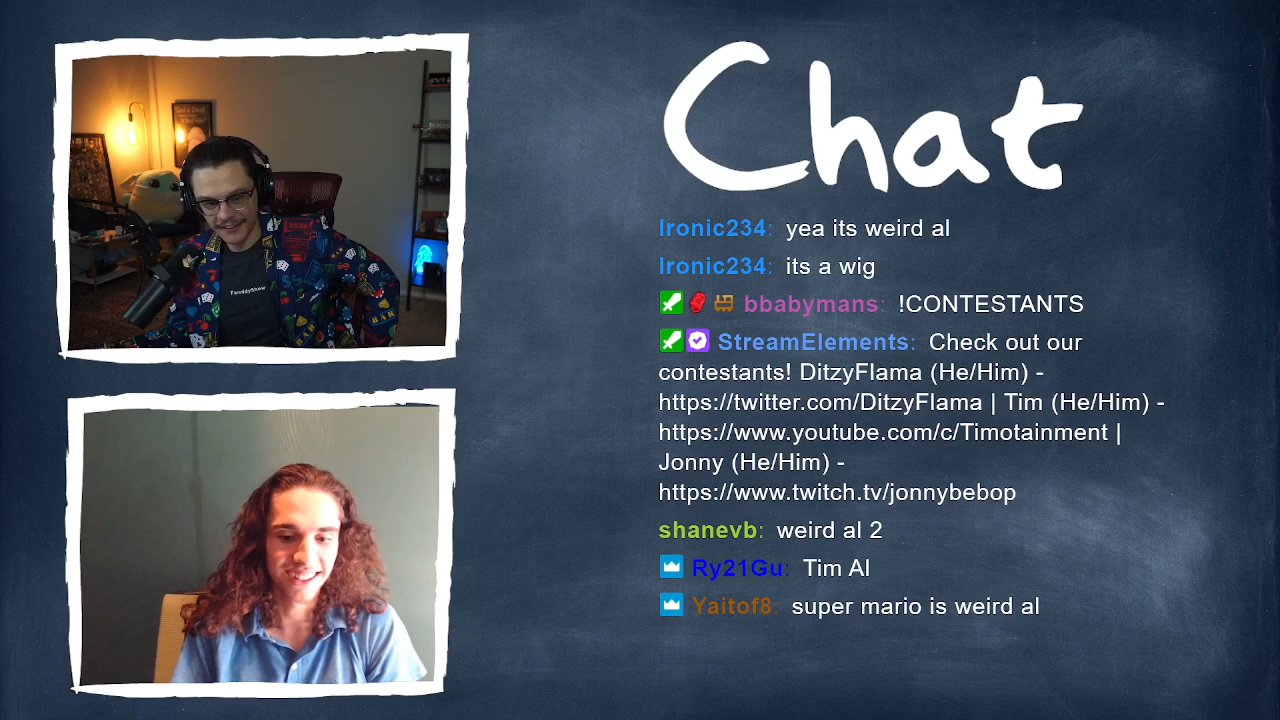 Chat
Ironic234: yea its weird al
Ironic234: its a wig
bbabymans: !CONTESTANTS
StreamElements: Check out our
contestants! DitzyFlama (He/Him) -
https://twitter.com/DitzyFlama | Tim (He/Him) -
https://www.youtube.com/c/Timotainment |
Jonny (He/Him) -
https://www.twitch.tv/jonnybebop
shanevb: weird al 2
Ry21Gu: Tim Al
Yaitof8: super mario is weird al